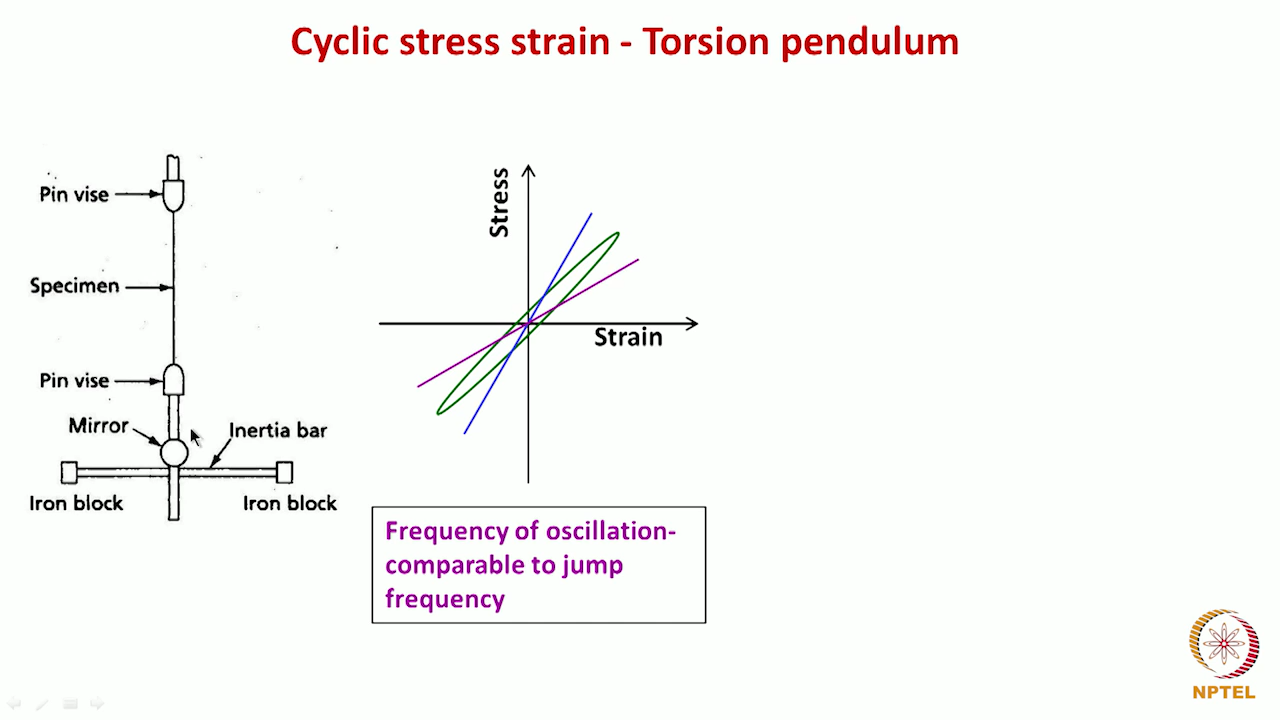 Cyclic stress strain - Torsion pendulum
Pin vise
Specimen
Pin vise
Mirror
Inertia bar
Iron block
Iron block
Stress
Strain
Frequency of oscillation-
comparable to jump
frequency
NPTEL